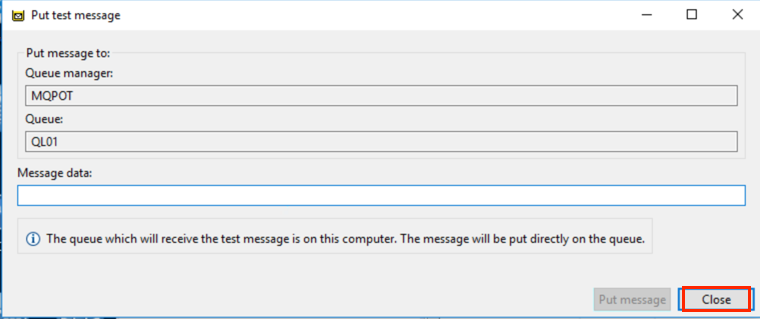 Put test message
Put message to:
Queue manager:
MQPOT
Queue:
QL01
Message data:
The queue which will receive the test message is on this computer. The message will be put directly on the queue.
Put message
Close